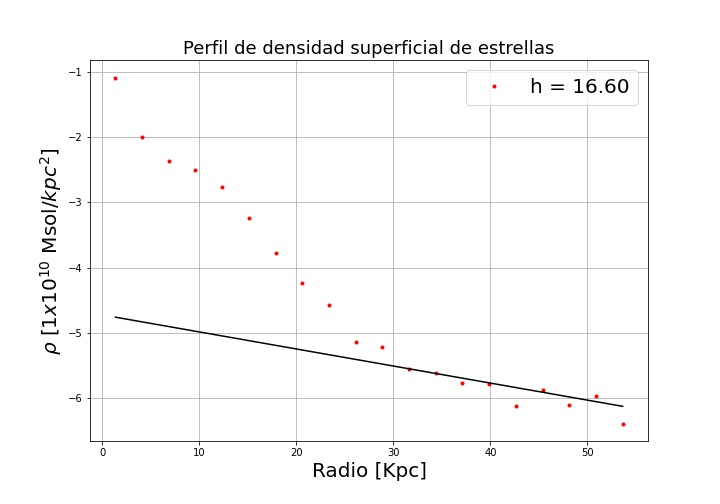 Perfil de densidad superficial de estrellas
h = 16.60
ρ [1x10¹⁰ Msol/kpc²]
−1
−2
−3
−4
−5
−6
0 10 20 30 40 50
Radio [Kpc]